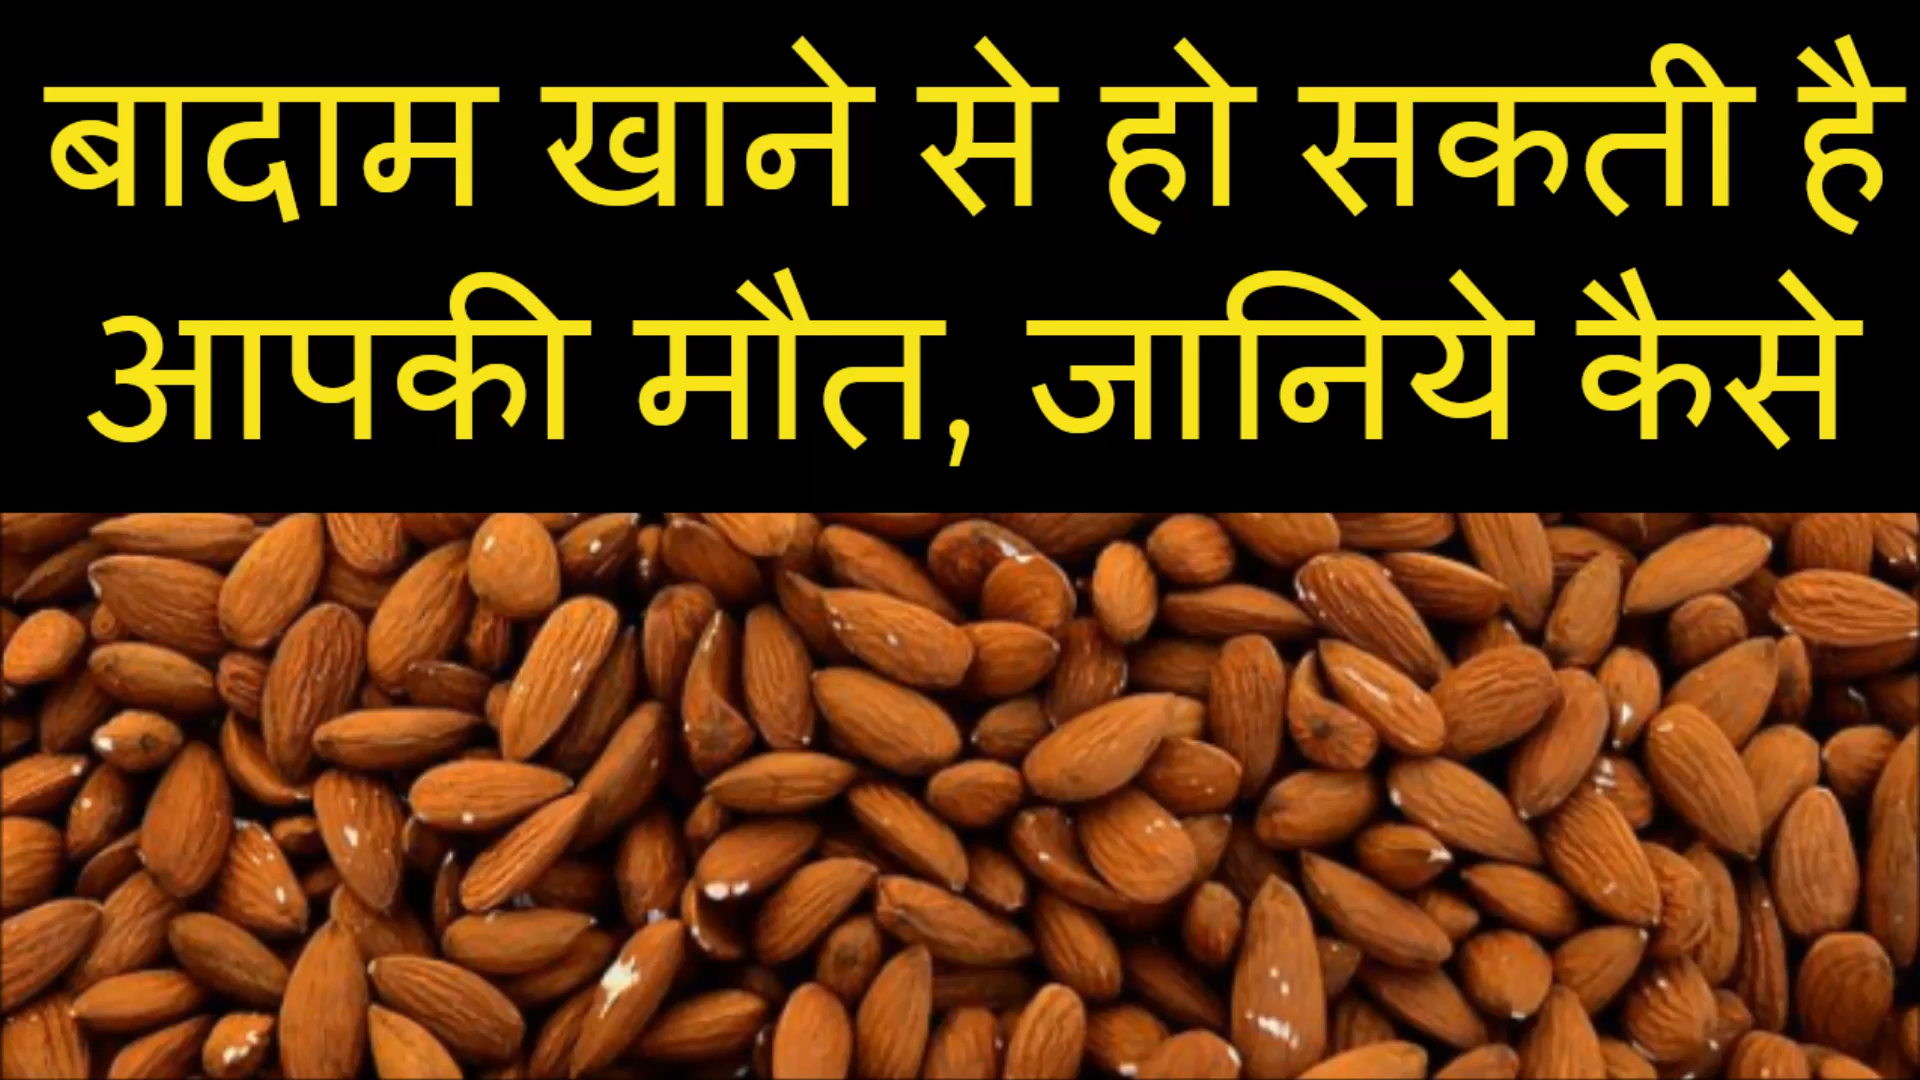 बादाम खाने से हो सकती है
आपकी मौत, जानिये कैसे